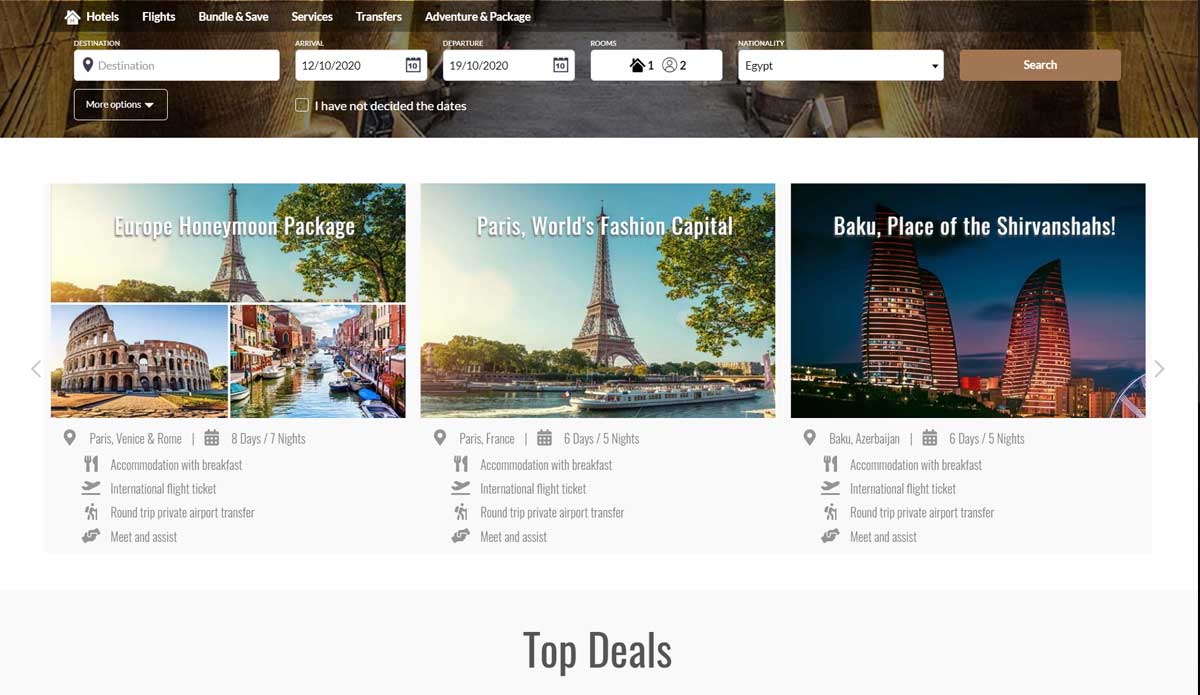 Hotels Flights Bundle & Save Services Transfers Adventure & Package
DESTINATION ARRIVAL DEPARTURE ROOMS NATIONALITY
Destination 12/10/2020 10 19/10/2020 10 1 2 Egypt Search
More options I have not decided the dates
Europe Honeymoon Package
Paris, Venice & Rome | 8 Days / 7 Nights
Accommodation with breakfast
International flight ticket
Round trip private airport transfer
Meet and assist
Paris, World's Fashion Capital
Paris, France | 6 Days / 5 Nights
Accommodation with breakfast
International flight ticket
Round trip private airport transfer
Meet and assist
Baku, Place of the Shirvanshahs!
Baku, Azerbaijan | 6 Days / 5 Nights
Accommodation with breakfast
International flight ticket
Round trip private airport transfer
Meet and assist
Top Deals